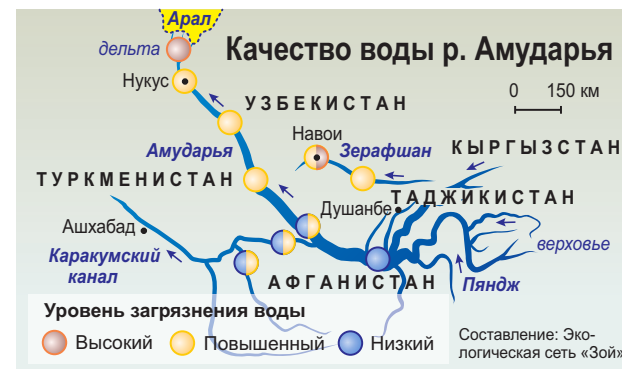 Арал
дельта
Качество воды р. Амударья
Нукус
0 150 км
УЗБЕКИСТАН
Навои
Амударья
Зерафшан
КЫРГЫЗСТАН
ТУРКМЕНИСТАН
ТАДЖИКИСТАН
Душанбе
Ашхабад
верховье
Каракумский
канал
АФГАНИСТАН
Пяндж
Уровень загрязнения воды
Высокий Повышенный Низкий
Составление: Эко-
логическая сеть «Зой»